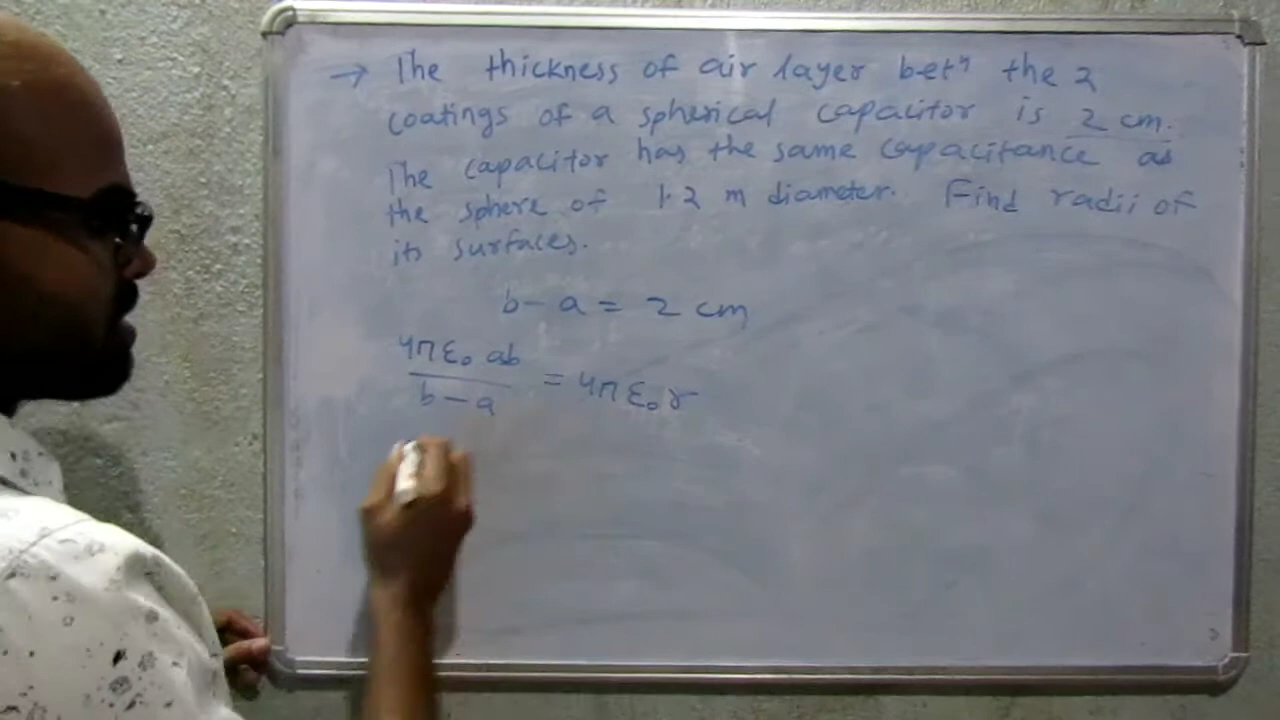 → The thickness of air layer betⁿ the 2
coatings of a spherical capacitor is 2 cm.
The capacitor has the same capacitance as
the sphere of 1.2 m diameter. Find radii of
its surfaces.
b - a = 2 cm
4πε₀ ab / b - a = 4πε₀ r